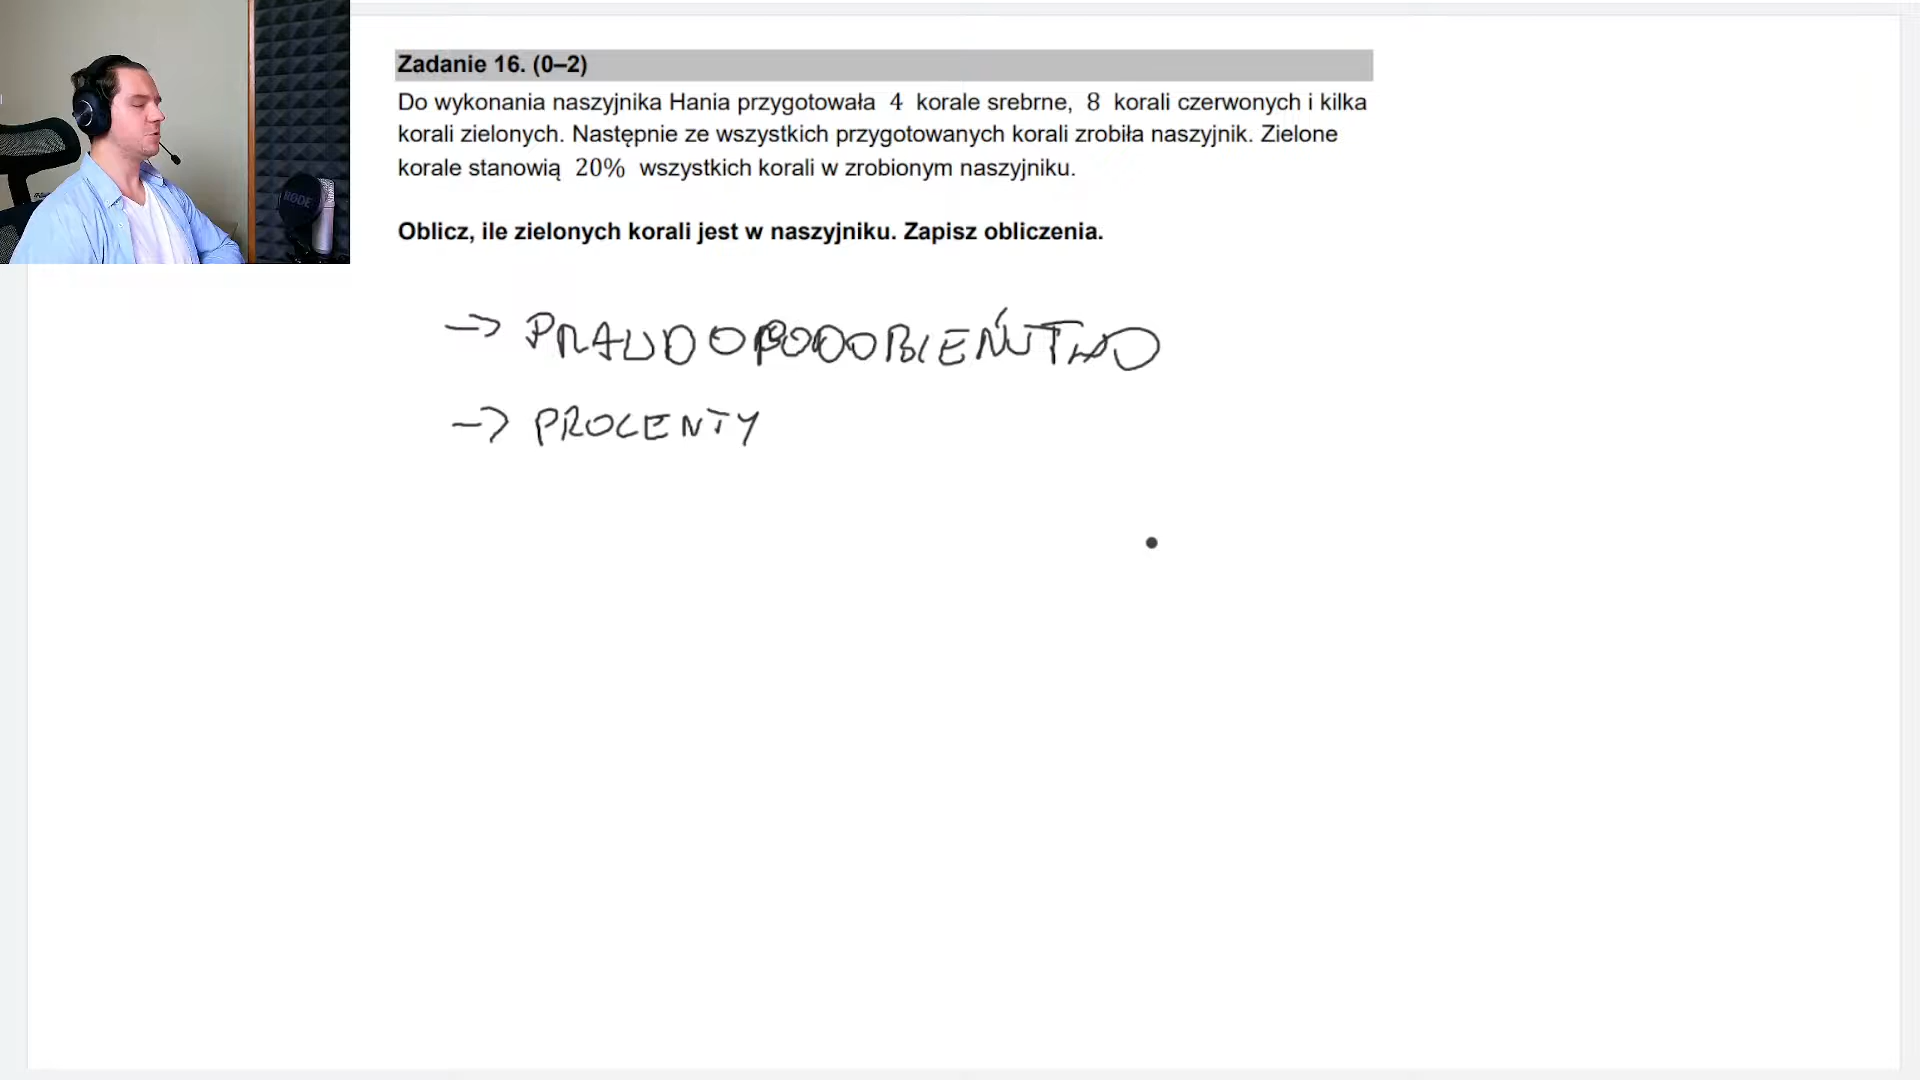 Zadanie 16. (0–2)
Do wykonania naszyjnika Hania przygotowała 4 korale srebrne, 8 korali czerwonych i kilka
korali zielonych. Następnie ze wszystkich przygotowanych korali zrobiła naszyjnik. Zielone
korale stanowią 20% wszystkich korali w zrobionym naszyjniku.
Oblicz, ile zielonych korali jest w naszyjniku. Zapisz obliczenia.
→ PRAWDOPODOBIEŃSTWO
→ PROCENTY
RODE